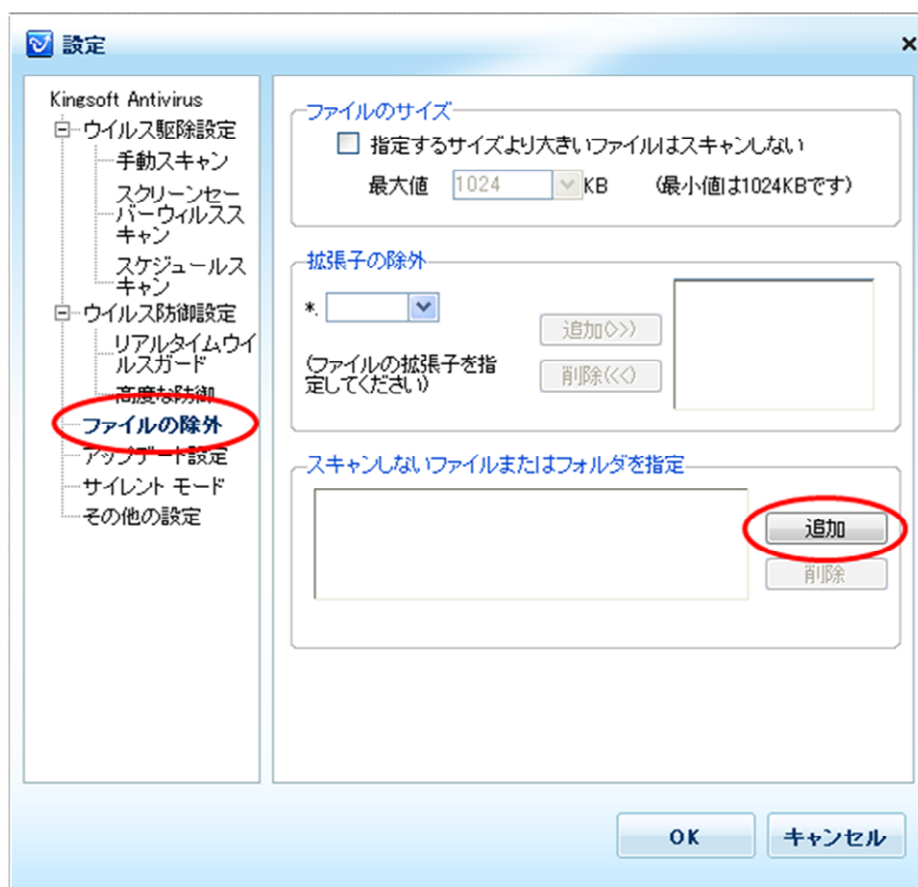 設定
Kingsoft Antivirus
ウイルス駆除設定
手動スキャン
スクリーンセー
バーウィルスス
キャン
スケジュールス
キャン
ウイルス防御設定
リアルタイムウイ
ルスガード
高度な防御
ファイルの除外
アップデート設定
サイレント モード
その他の設定
ファイルのサイズ
指定するサイズより大きいファイルはスキャンしない
最大値 1024 KB (最小値は1024KBです)
拡張子の除外
*.
追加(>>)
(ファイルの拡張子を指
定してください)
削除(<<)
スキャンしないファイルまたはフォルダを指定
追加
削除
OK キャンセル